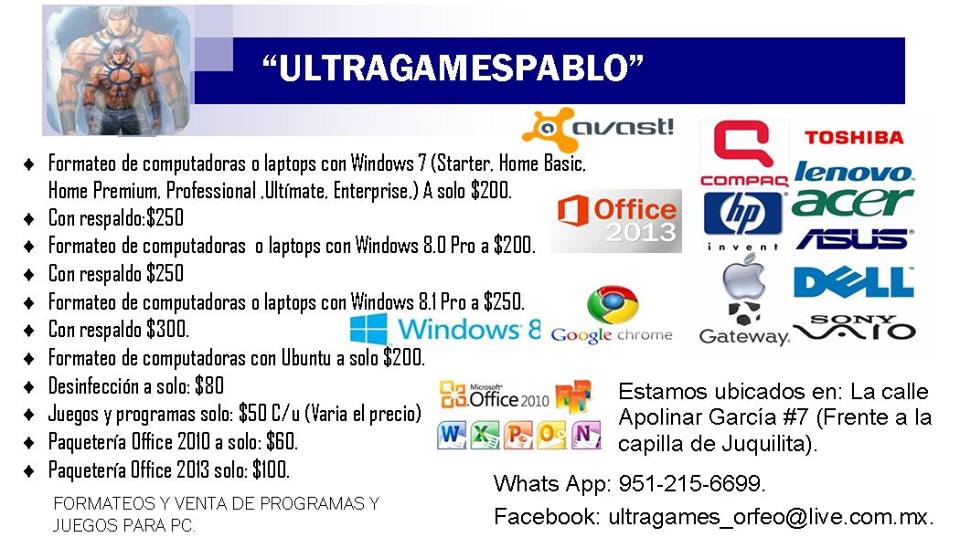 “ULTRAGAMESPABLO”
avast!
COMPAQ
TOSHIBA
lenovo.
hp
invent
acer
ASUS
DELL
Gateway
SONY
VAIO
♦ Formateo de computadoras o laptops con Windows 7 (Starter, Home Basic,
Home Premium, Professional ,Ultímate, Enterprise,) A solo $200.
♦ Con respaldo:$250
♦ Formateo de computadoras o laptops con Windows 8.0 Pro a $200.
♦ Con respaldo $250
♦ Formateo de computadoras o laptops con Windows 8.1 Pro a $250.
♦ Con respaldo $300.
♦ Formateo de computadoras con Ubuntu a solo $200.
♦ Desinfección a solo: $80
♦ Juegos y programas solo: $50 C/u (Varia el precio)
♦ Paquetería Office 2010 a solo: $60.
♦ Paquetería Office 2013 solo: $100.
Office
2013
Windows 8
Google chrome
Microsoft
Office 2010
W X P O N
Estamos ubicados en: La calle
Apolinar García #7 (Frente a la
capilla de Juquilita).
Whats App: 951-215-6699.
Facebook: ultragames_orfeo@live.com.mx.
FORMATEOS Y VENTA DE PROGRAMAS Y
JUEGOS PARA PC.